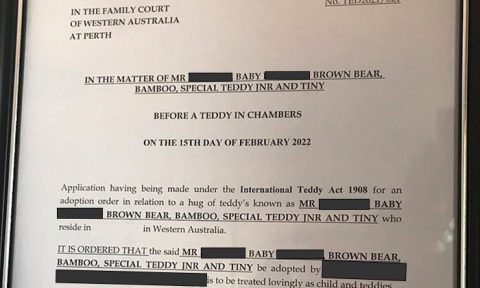 IN THE FAMILY COURT
OF WESTERN AUSTRALIA
AT PERTH
IN THE MATTER OF MR BABY BROWN BEAR,
BAMBOO, SPECIAL TEDDY JNR AND TINY
BEFORE A TEDDY IN CHAMBERS
ON THE 15TH DAY OF FEBRUARY 2022
Application having being made under the International Teddy Act 1908 for an
adoption order in relation to a hug of teddy's known as MR BABY
BROWN BEAR, BAMBOO, SPECIAL TEDDY JNR AND TINY who
reside in in Western Australia.
IT IS ORDERED THAT the said MR BABY BROWN BEAR,
BAMBOO, SPECIAL TEDDY JNR AND TINY be adopted by
is to be treated lovingly as child and teddies